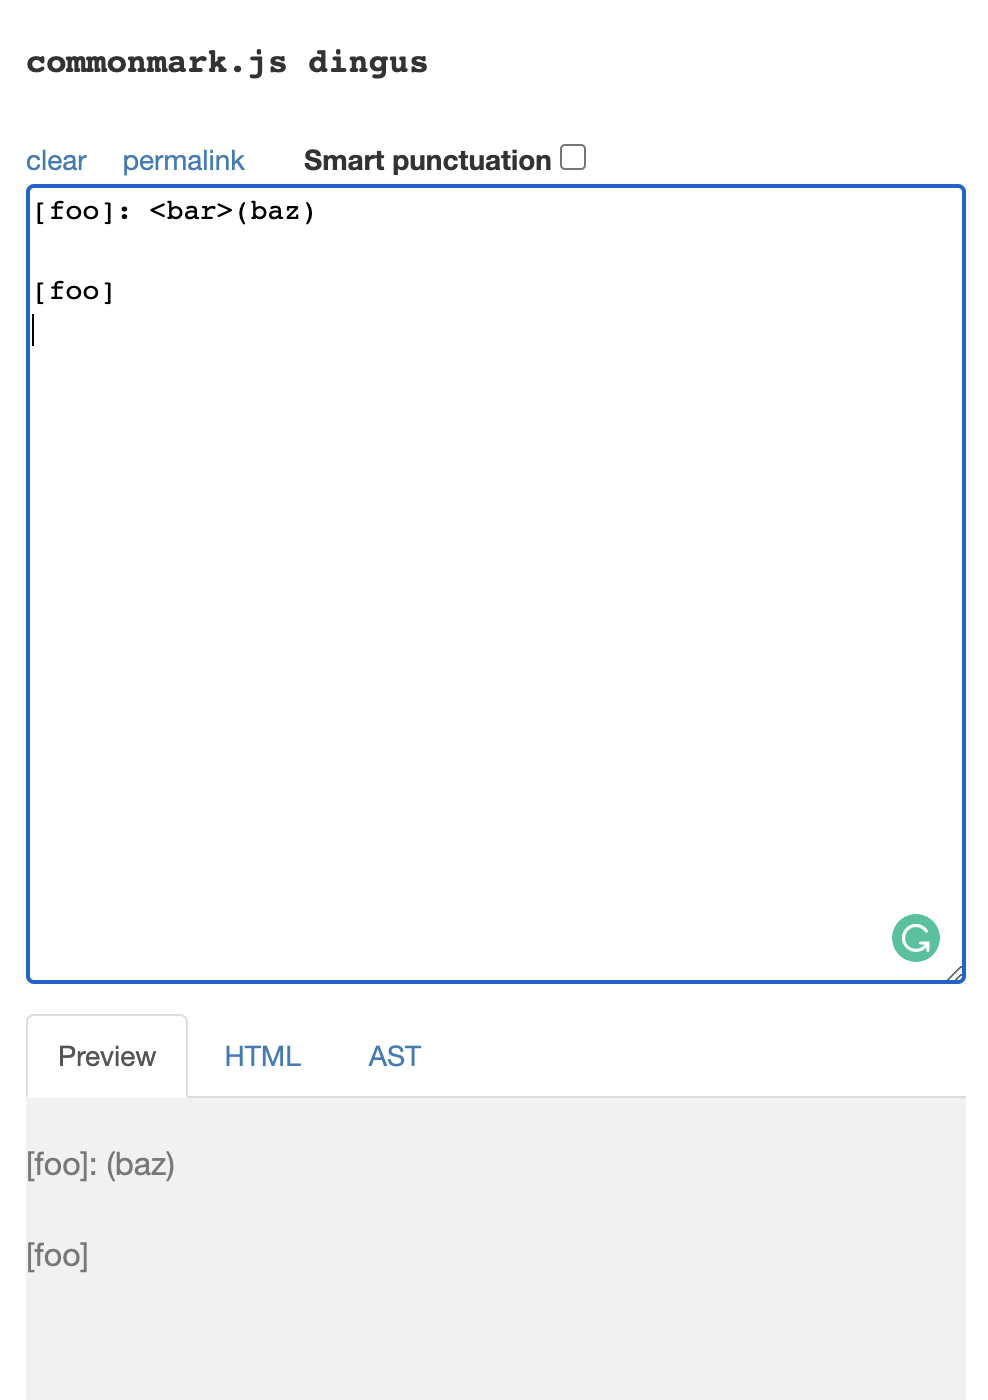 commonmark.js dingus
clear permalink Smart punctuation
[foo]: <bar>(baz)
[foo]
Preview HTML AST
[foo]: (baz)
[foo]